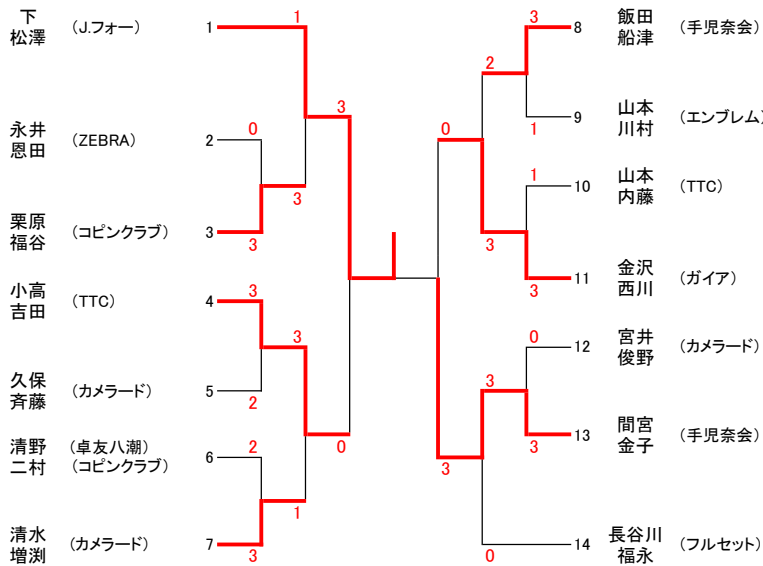 下
松澤 (J.フォー) 1
1
永井
恩田 (ZEBRA) 2
0
栗原
福谷 (コピンクラブ) 3
3
3
3
小高
吉田 (TTC) 4
3
久保
斉藤 (カメラード) 5
2
3
清野 (卓友八潮)
二村 (コピンクラブ) 6
2
清水
増渕 (カメラード) 7
3
1
0
飯田
船津 (手児奈会) 8
3
2
山本
川村 (エンブレム) 9
1
0
山本
内藤 (TTC) 10
1
3
金沢
西川 (ガイア) 11
3
宮井
俊野 (カメラード) 12
0
3
間宮
金子 (手児奈会) 13
3
3
長谷川
福永 (フルセット) 14
0